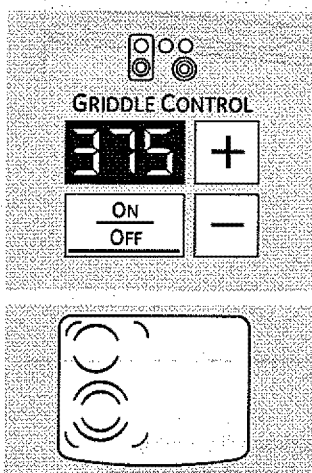 GRIDDLE CONTROL
375
+
ON
OFF
−